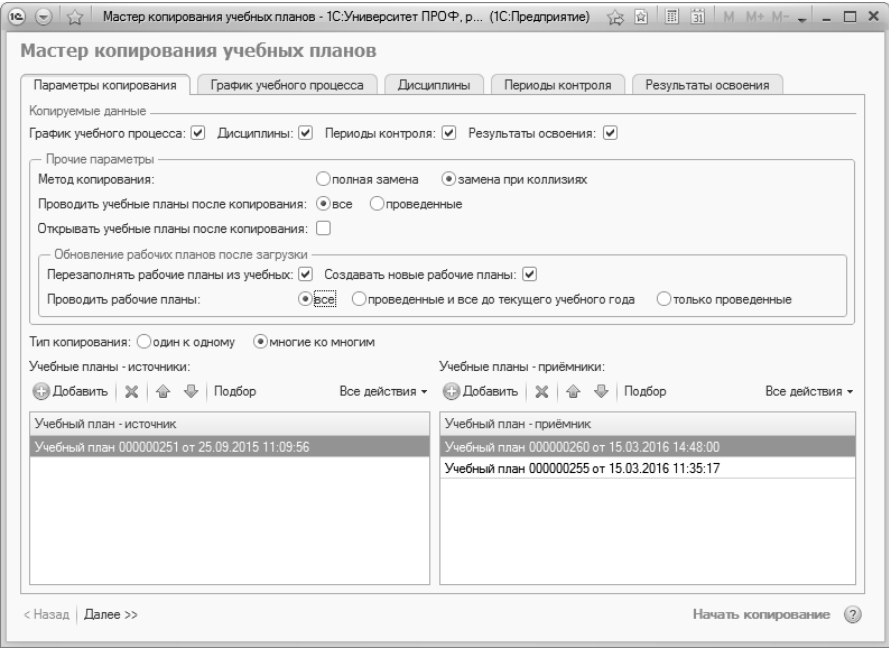 Мастер копирования учебных планов - 1С:Университет ПРОФ, р... (1С:Предприятие) 31 M M+ M-
Мастер копирования учебных планов
Параметры копирования График учебного процесса Дисциплины Периоды контроля Результаты освоения
Копируемые данные
График учебного процесса: Дисциплины: Периоды контроля: Результаты освоения:
Прочие параметры
Метод копирования: полная замена замена при коллизиях
Проводить учебные планы после копирования: все проведенные
Открывать учебные планы после копирования:
Обновление рабочих планов после загрузки
Перезаполнять рабочие планы из учебных: Создавать новые рабочие планы:
Проводить рабочие планы: все проведенные и все до текущего учебного года только проведенные
Тип копирования: один к одному многие ко многим
Учебные планы - источники: Учебные планы - приёмники:
Добавить Подбор Все действия Добавить Подбор Все действия
Учебный план - источник Учебный план - приёмник
Учебный план 000000251 от 25.09.2015 11:09:56 Учебный план 000000260 от 15.03.2016 14:48:00
Учебный план 000000255 от 15.03.2016 11:35:17
< Назад Далее >> Начать копирование ?